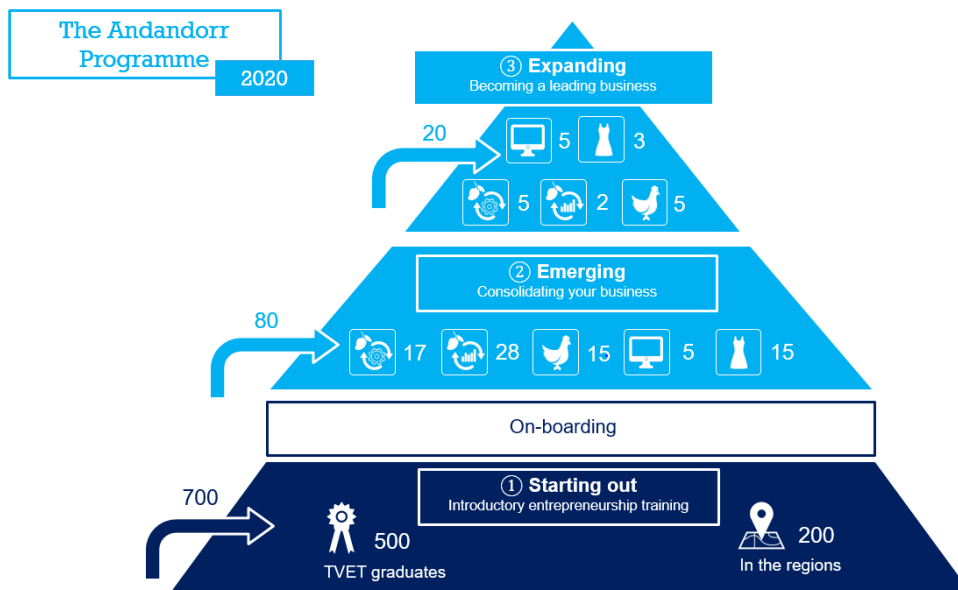 The Andandorr
Programme
2020
③ Expanding
Becoming a leading business
20
5 3
5 2 5
② Emerging
Consolidating your business
80
17 28 15 5 15
On-boarding
① Starting out
Introductory entrepreneurship training
700
500
TVET graduates
200
In the regions